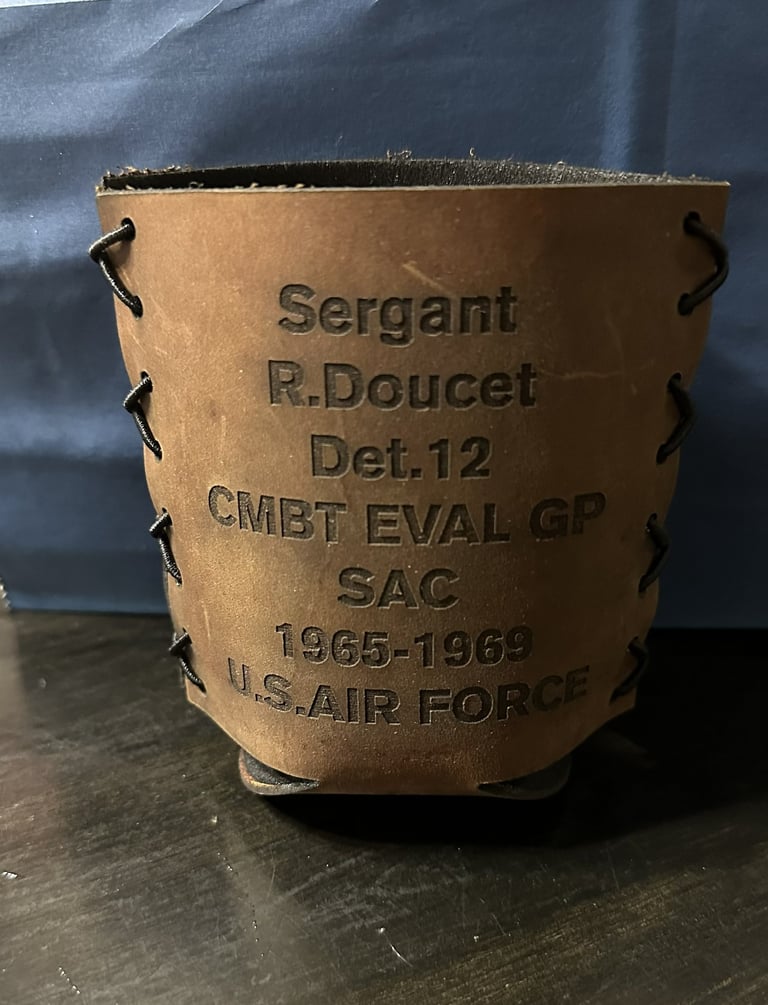 Sergant
R.Doucet
Det.12
CMBT EVAL GP
SAC
1965-1969
U.S.AIR FORCE